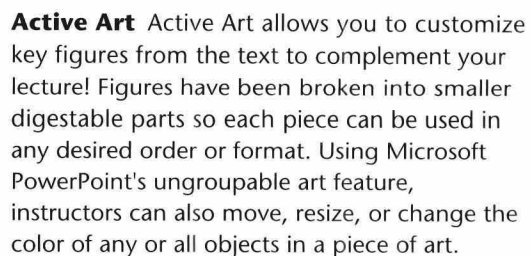 Active Art Active Art allows you to customize
key figures from the text to complement your
lecture! Figures have been broken into smaller
digestable parts so each piece can be used in
any desired order or format. Using Microsoft
PowerPoint's ungroupable art feature,
instructors can also move, resize, or change the
color of any or all objects in a piece of art.